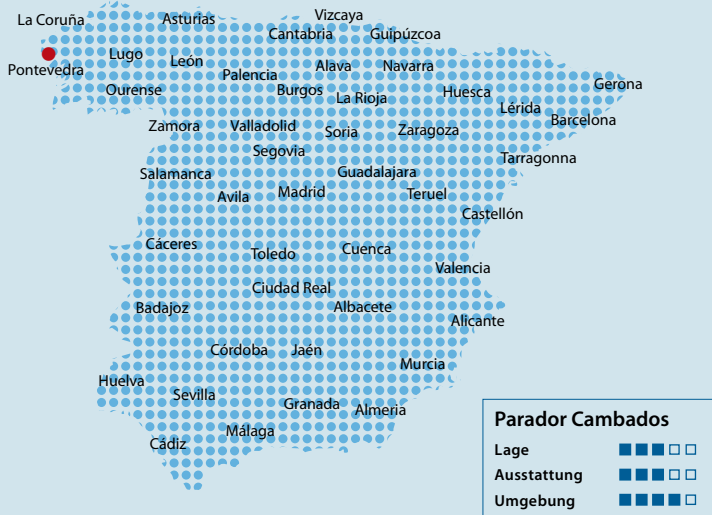 La Coruña
Asturias
Vizcaya
Cantabria
Guipúzcoa
Lugo
León
Pontevedra
Palencia
Alava
Navarra
Ourense
Burgos
La Rioja
Huesca
Gerona
Lérida
Barcelona
Zamora
Valladolid
Soria
Zaragoza
Segovia
Tarragonna
Salamanca
Guadalajara
Avila
Madrid
Teruel
Castellón
Cáceres
Toledo
Cuenca
Valencia
Ciudad Real
Badajoz
Albacete
Alicante
Córdoba
Jaén
Murcia
Huelva
Sevilla
Granada
Almeria
Málaga
Cádiz
Parador Cambados
Lage
Ausstattung
Umgebung